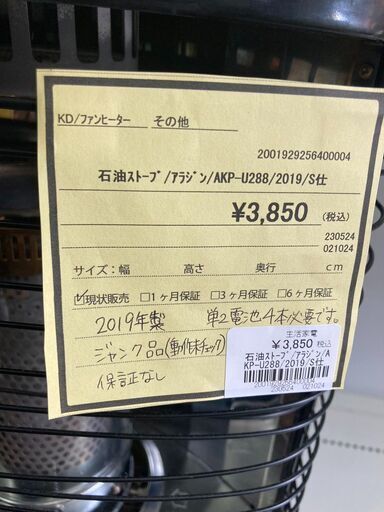 KD/ファンヒーター その他
2001929256400004
石油ｽﾄｰﾌﾞ/ｱﾗｼﾞﾝ/AKP-U288/2019/S仕
¥3,850 (税込)
230524
021024
サイズ:幅 高さ 奥行 cm
☑現状販売 □1ヶ月保証 □3ヶ月保証 □6ヶ月保証
2019年製 単2電池4本必要です。
ジャンク品(動作未チェック)
保証なし
生活家電
¥3,850 税込
石油ｽﾄｰﾌﾞ/ｱﾗｼﾞﾝ/A
KP-U288/2019/S仕
2001929256400004
230524 021024